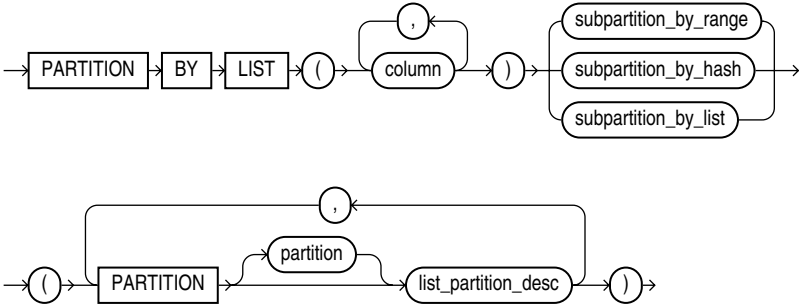 ,
subpartition_by_range
PARTITION BY LIST ( column ) subpartition_by_hash
subpartition_by_list
,
partition
( PARTITION list_partition_desc )